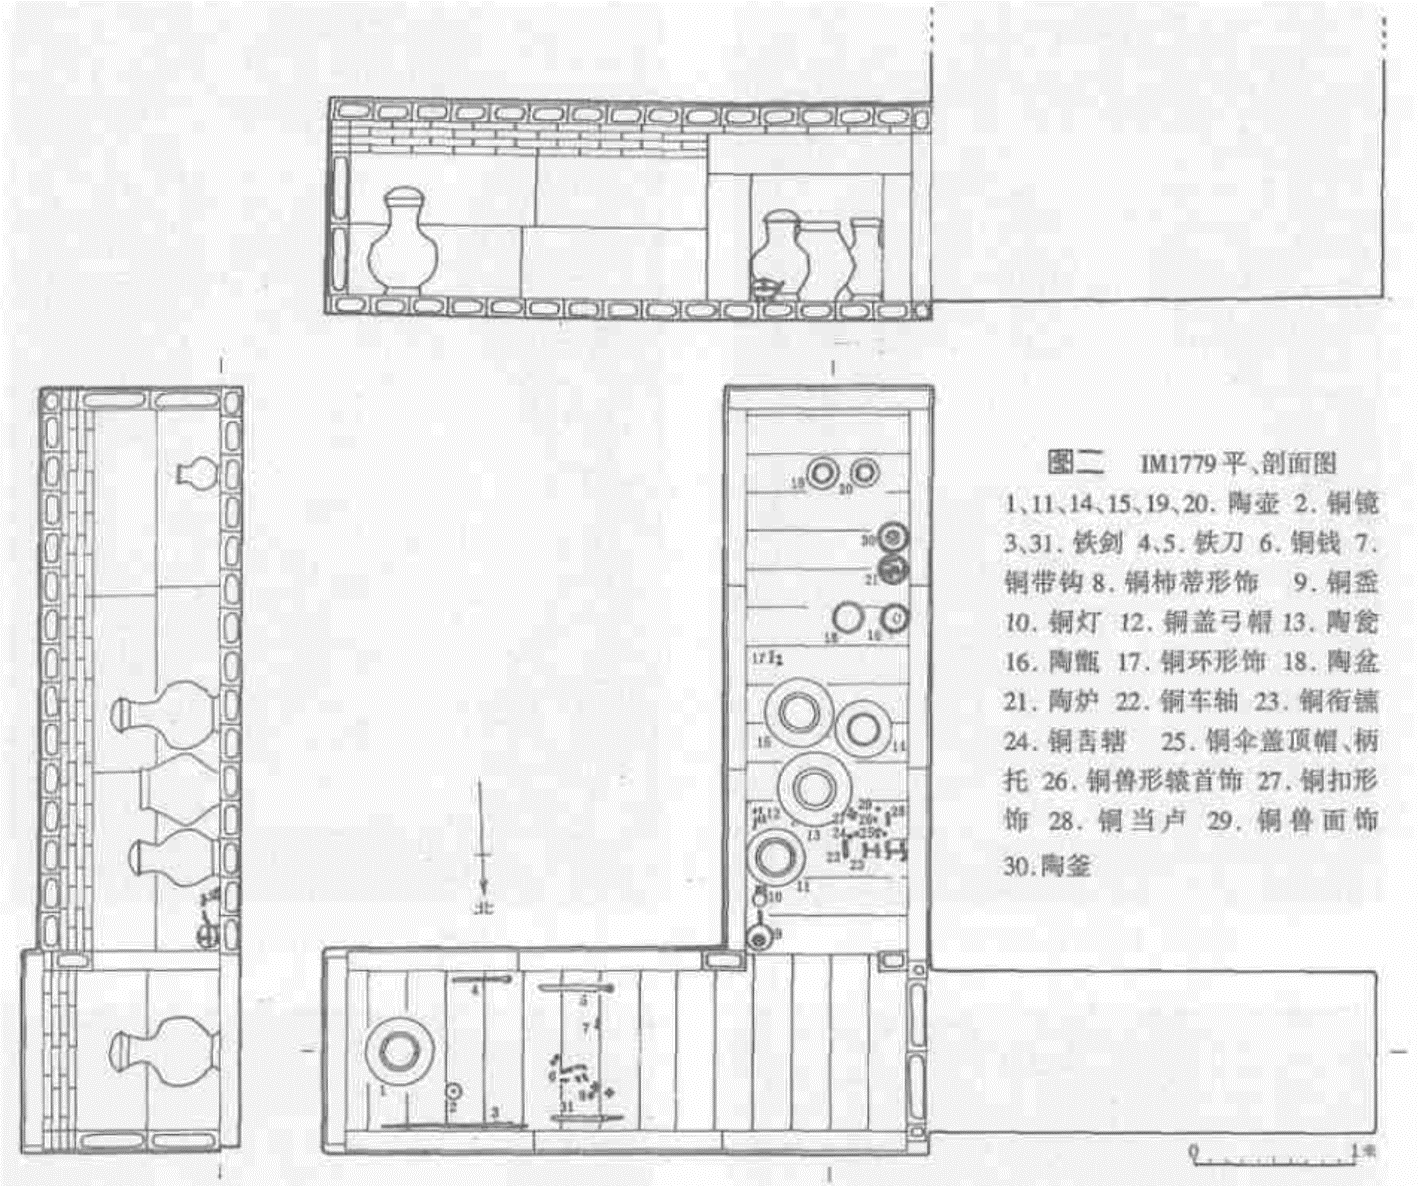 图二 IM1779平、剖面图
1、11、14、15、19、20. 陶壶 2. 铜镜
3、31. 铁剑 4、5. 铁刀 6. 铜钱 7.
铜带钩 8. 铜柿蒂形饰 9. 铜盉
10. 铜灯 12. 铜盖弓帽 13. 陶瓮
16. 陶甑 17. 铜环形饰 18. 陶盆
21. 陶炉 22. 铜车轴 23. 铜衔镳
24. 铜軎辖 25. 铜伞盖顶帽、柄
托 26. 铜兽形辕首饰 27. 铜扣形
饰 28. 铜当卢 29. 铜兽面饰
30. 陶釜
19 20
30
21
18 16
17
15 14
12 29 28
13
24 25
22 23
11
10
9
北
4 5
7
6
1 2 8
3 31
0 1米